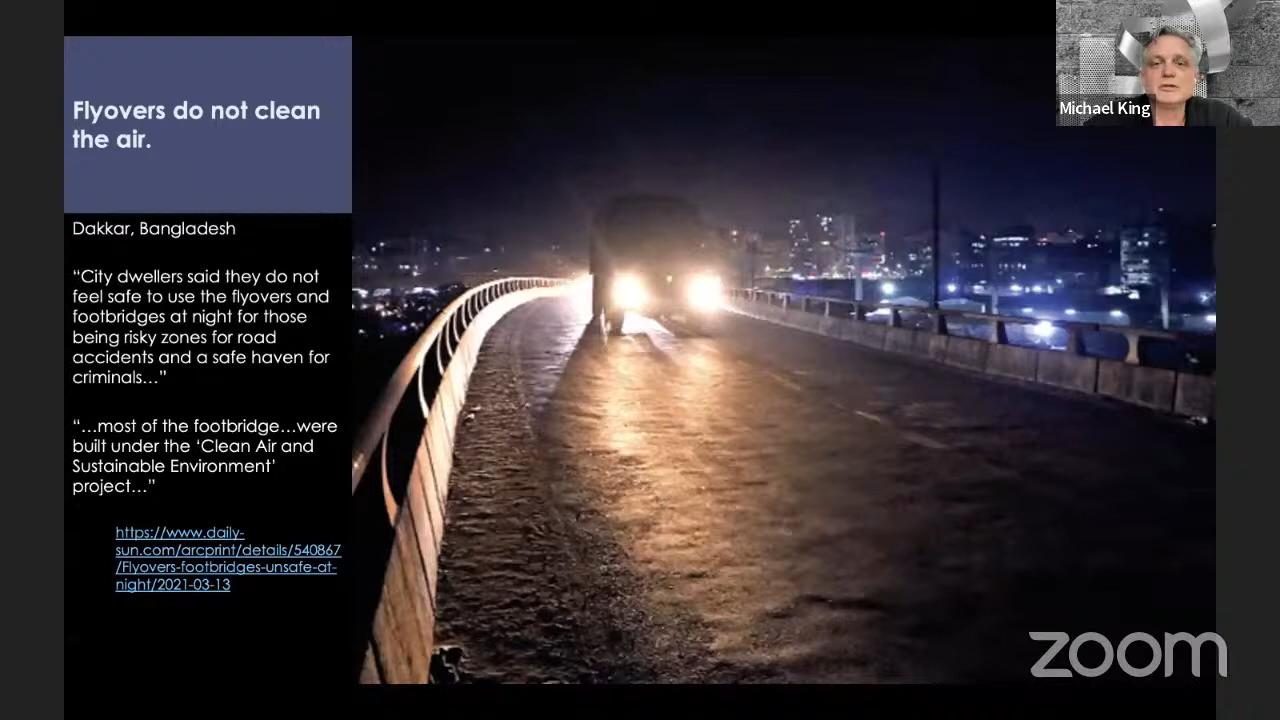 Flyovers do not clean
the air.
Dakkar, Bangladesh
“City dwellers said they do not
feel safe to use the flyovers and
footbridges at night for those
being risky zones for road
accidents and a safe haven for
criminals…”
“…most of the footbridge…were
built under the ‘Clean Air and
Sustainable Environment’
project…”
https://www.daily-
sun.com/arcprint/details/540867
/Flyovers-footbridges-unsafe-at-
night/2021-03-13
Michael King
zoom